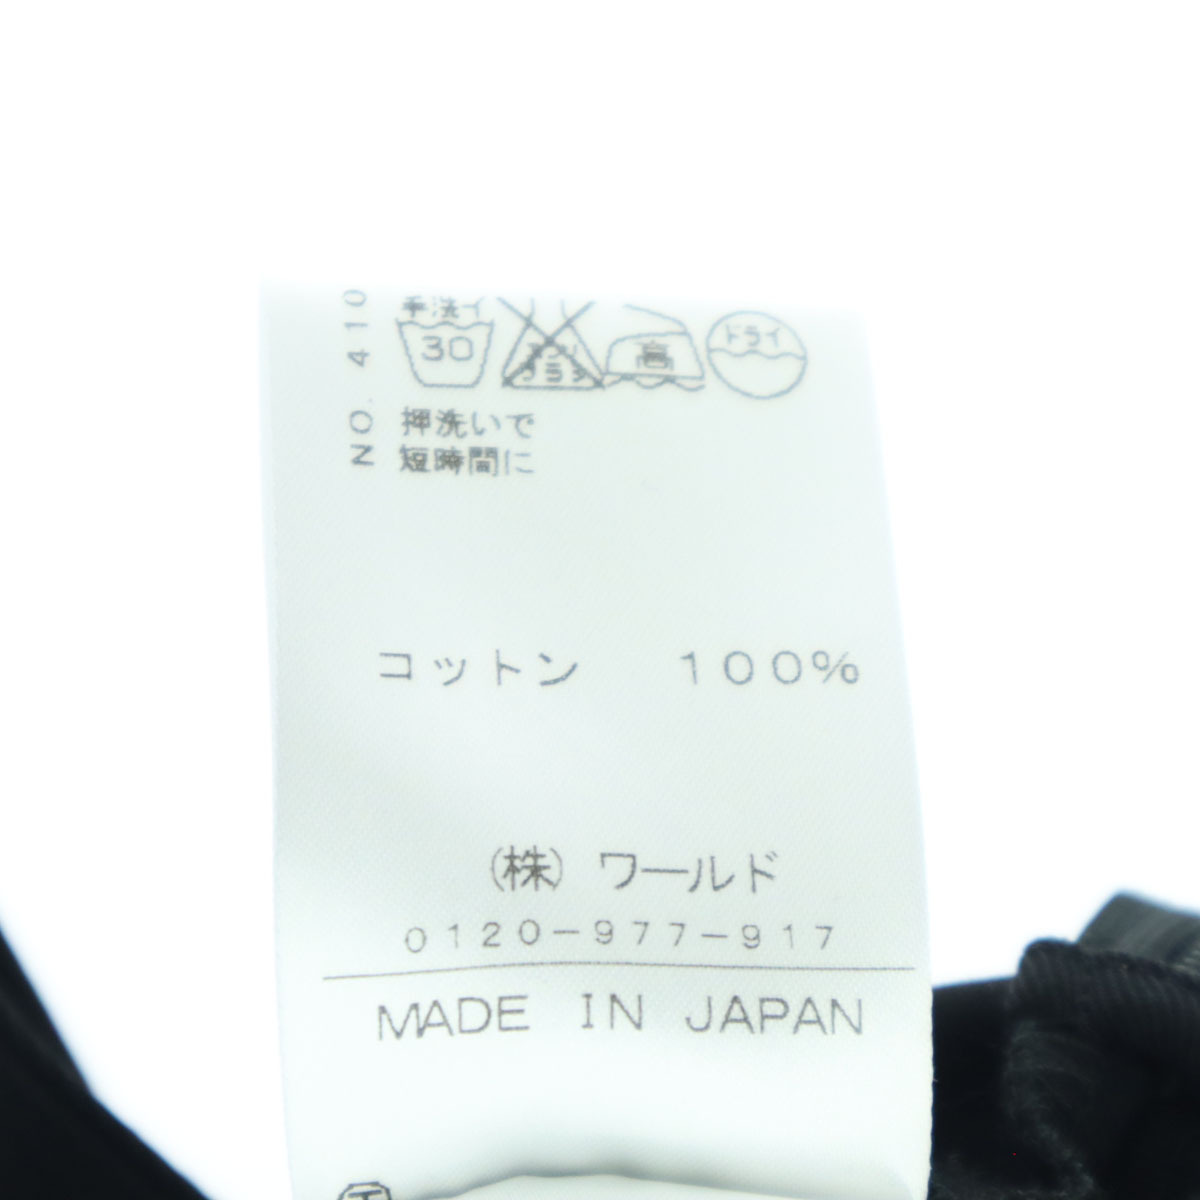 NO. 410
手洗イ
30
高
ドライ
押洗いで
短時間に
コットン 100%
(株) ワールド
0120-977-917
MADE IN JAPAN